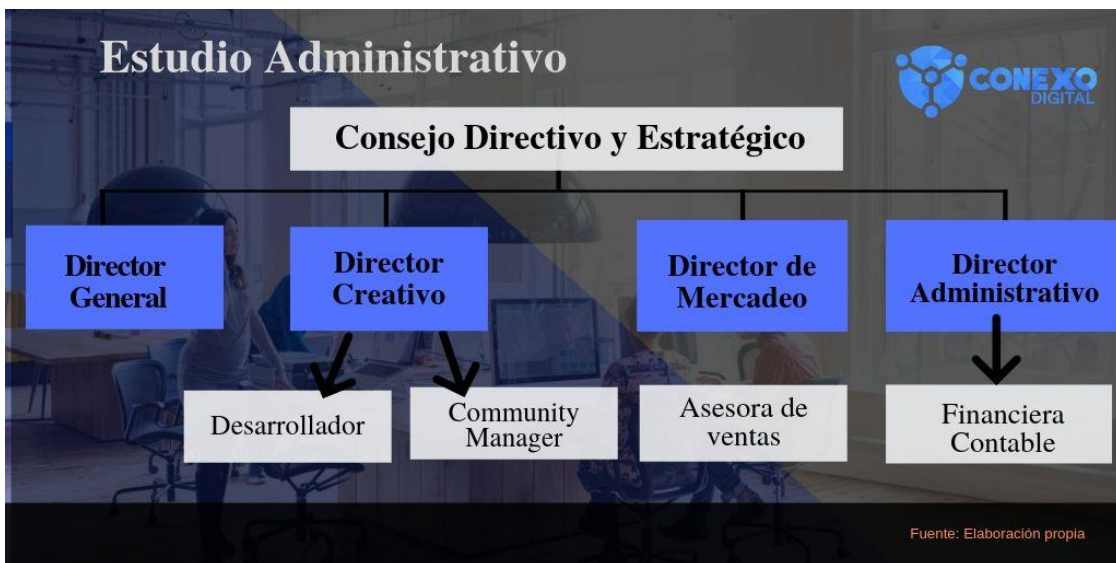 Estudio Administrativo
CONEXO
DIGITAL
Consejo Directivo y Estratégico
Director
General
Director
Creativo
Director de
Mercadeo
Director
Administrativo
Desarrollador
Community
Manager
Asesora de
ventas
Financiera
Contable
Fuente: Elaboración propia